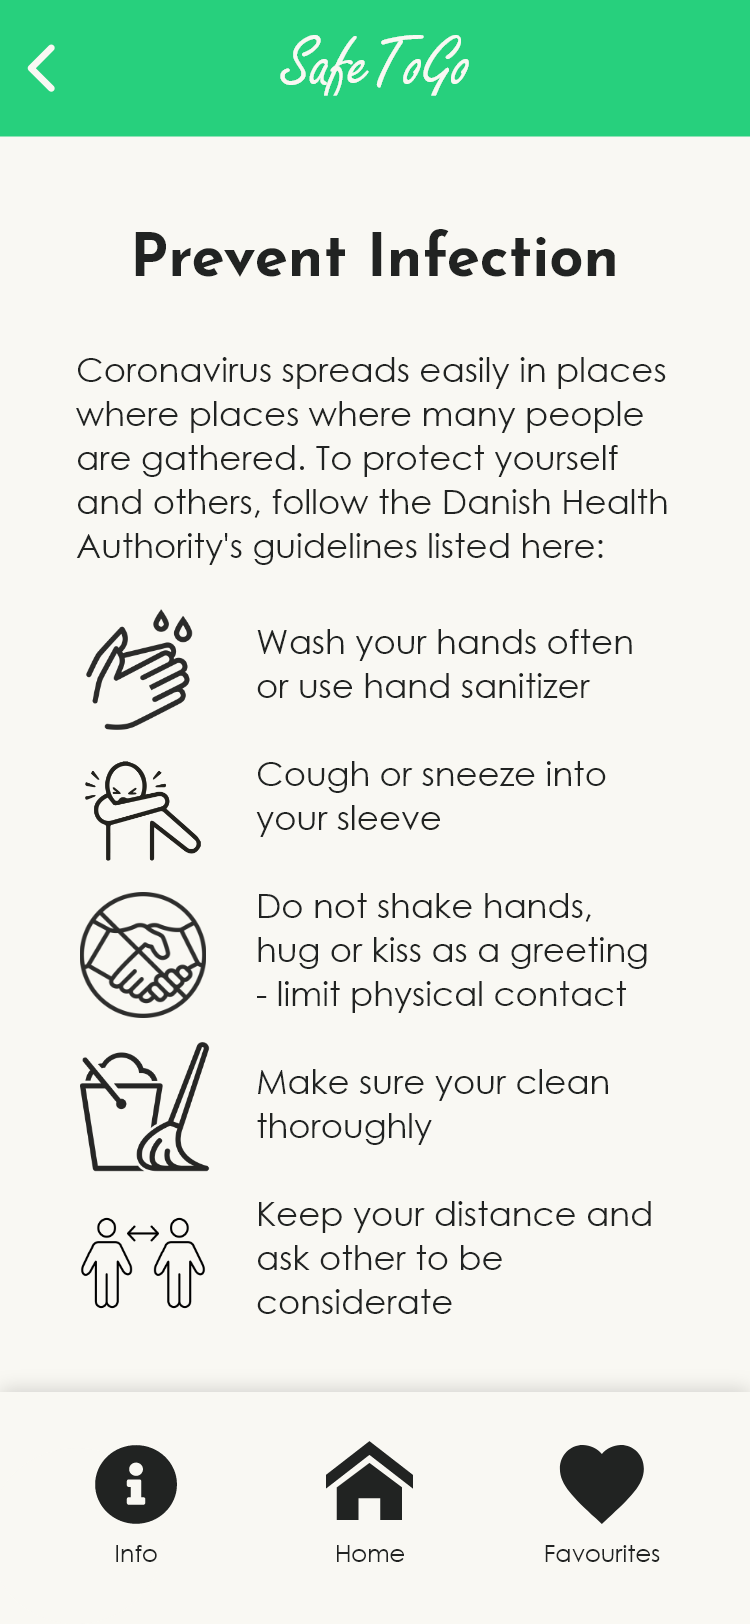 Safe ToGo
Prevent Infection
Coronavirus spreads easily in places
where places where many people
are gathered. To protect yourself
and others, follow the Danish Health
Authority's guidelines listed here:
Wash your hands often
or use hand sanitizer
Cough or sneeze into
your sleeve
Do not shake hands,
hug or kiss as a greeting
- limit physical contact
Make sure your clean
thoroughly
Keep your distance and
ask other to be
considerate
Info
Home
Favourites